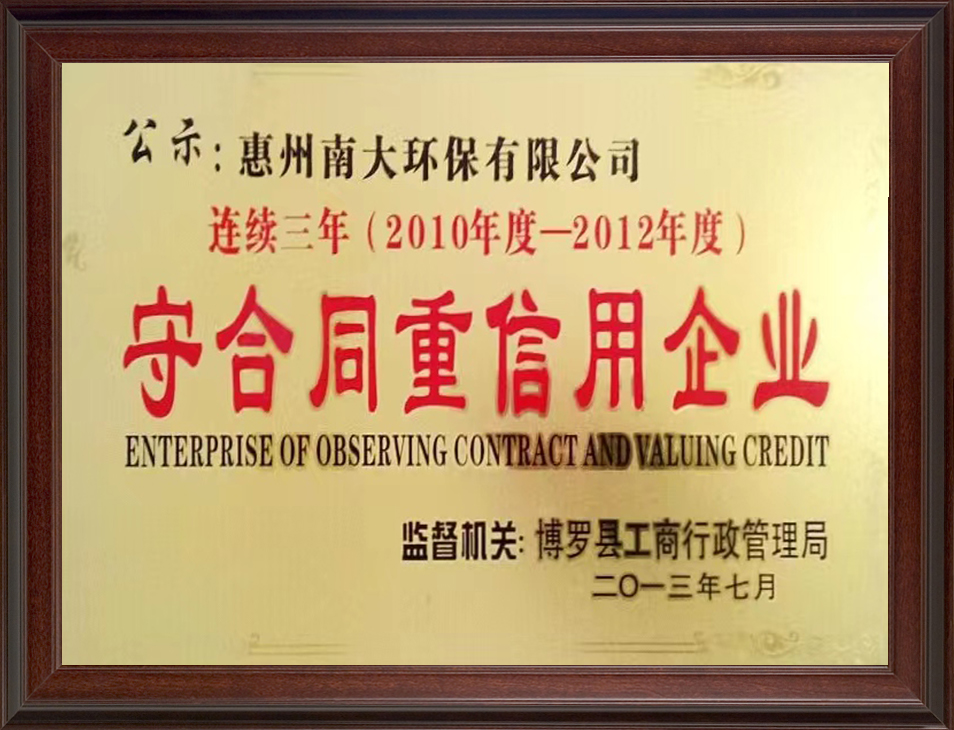 公示：惠州南大环保有限公司
连续三年（2010年度—2012年度）
守合同重信用企业
ENTERPRISE OF OBSERVING CONTRACT AND VALUING CREDIT
监督机关：博罗县工商行政管理局
二〇一三年七月